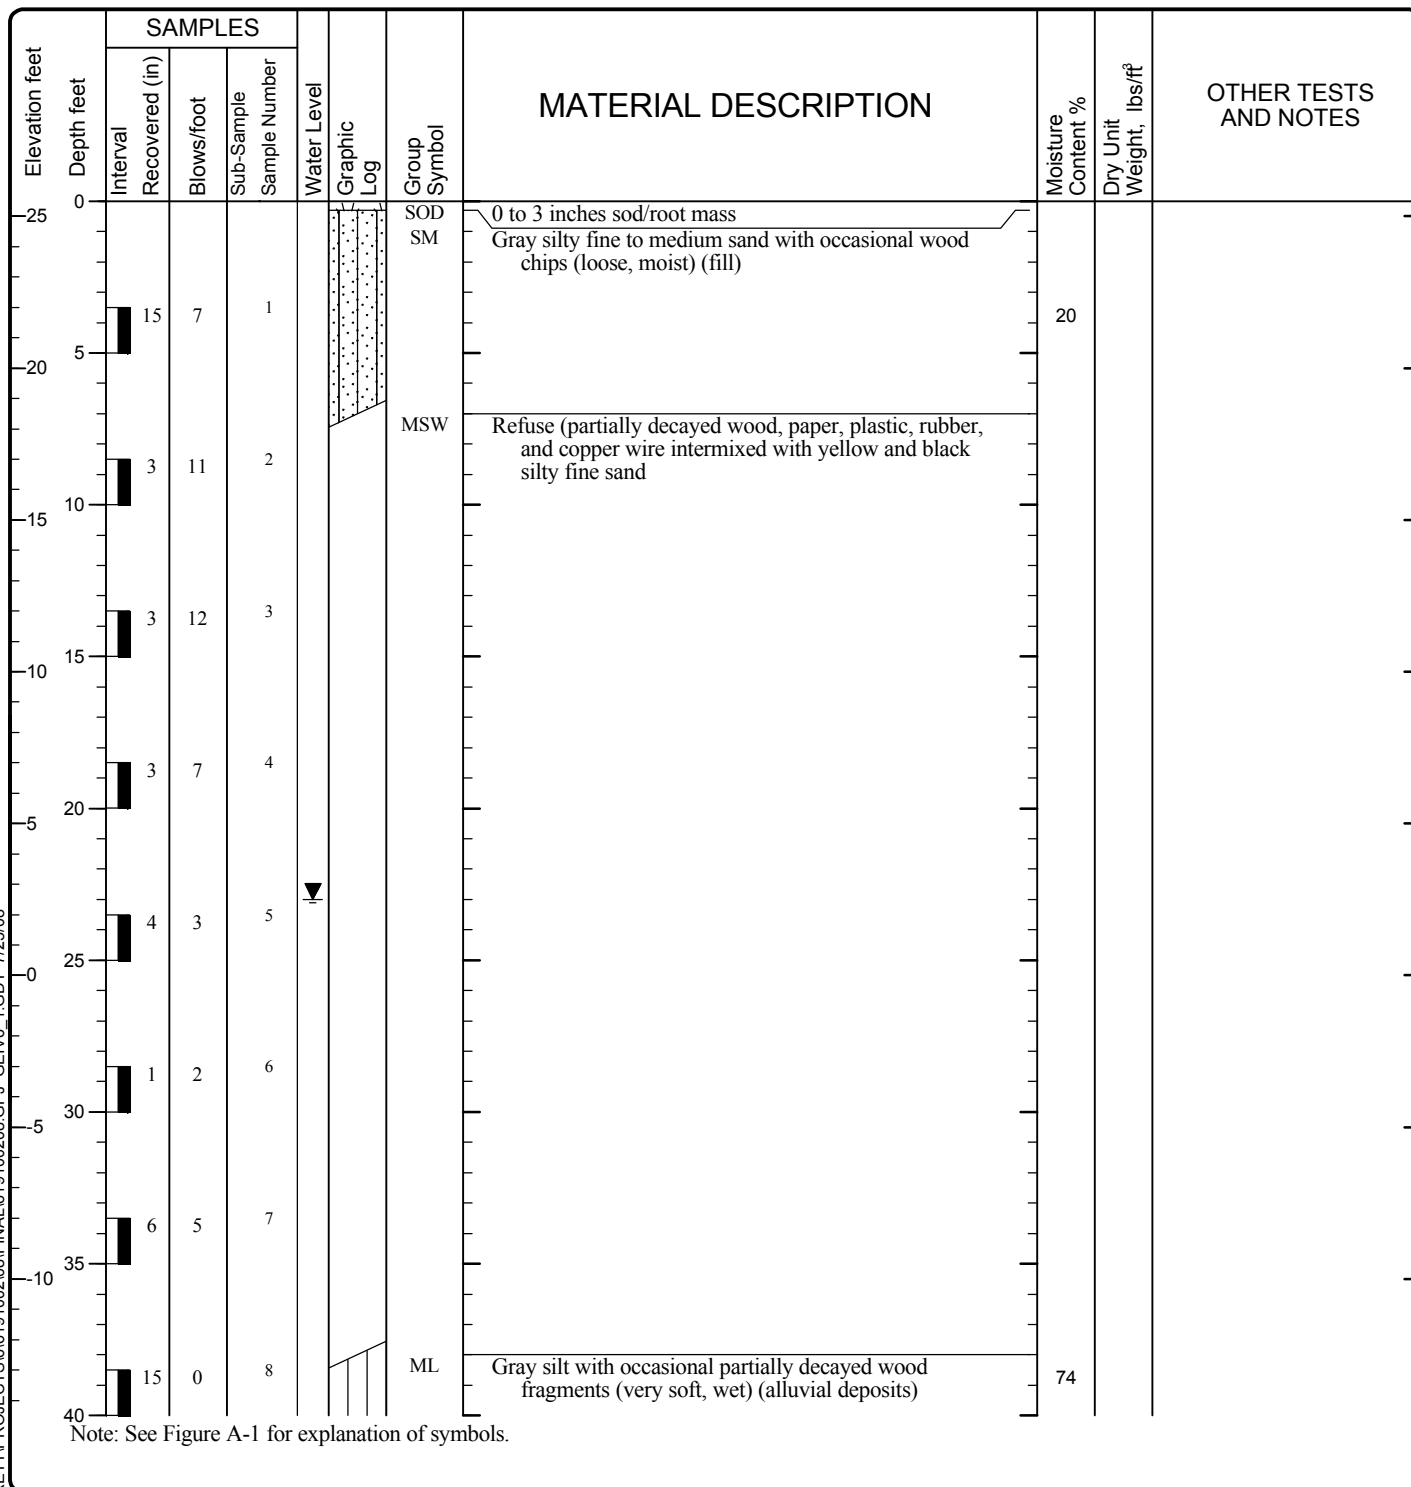 SAMPLES
Elevation feet
Depth feet
Interval
Recovered (in)
Blows/foot
Sub-Sample
Sample Number
Water Level
Graphic
Log
Group
Symbol
MATERIAL DESCRIPTION
Moisture
Content %
Dry Unit
Weight, lbs/ft³
OTHER TESTS
AND NOTES
0
25
SOD
0 to 3 inches sod/root mass
SM
Gray silty fine to medium sand with occasional wood
chips (loose, moist) (fill)
15 7 1 20
5
20
MSW
Refuse (partially decayed wood, paper, plastic, rubber,
and copper wire intermixed with yellow and black
silty fine sand
3 11 2
10
15
3 12 3
15
10
3 7 4
20
5
4 3 5
25
0
1 2 6
30
-5
6 5 7
35
-10
ML
Gray silt with occasional partially decayed wood
fragments (very soft, wet) (alluvial deposits)
15 0 8 74
40
Note: See Figure A-1 for explanation of symbols.